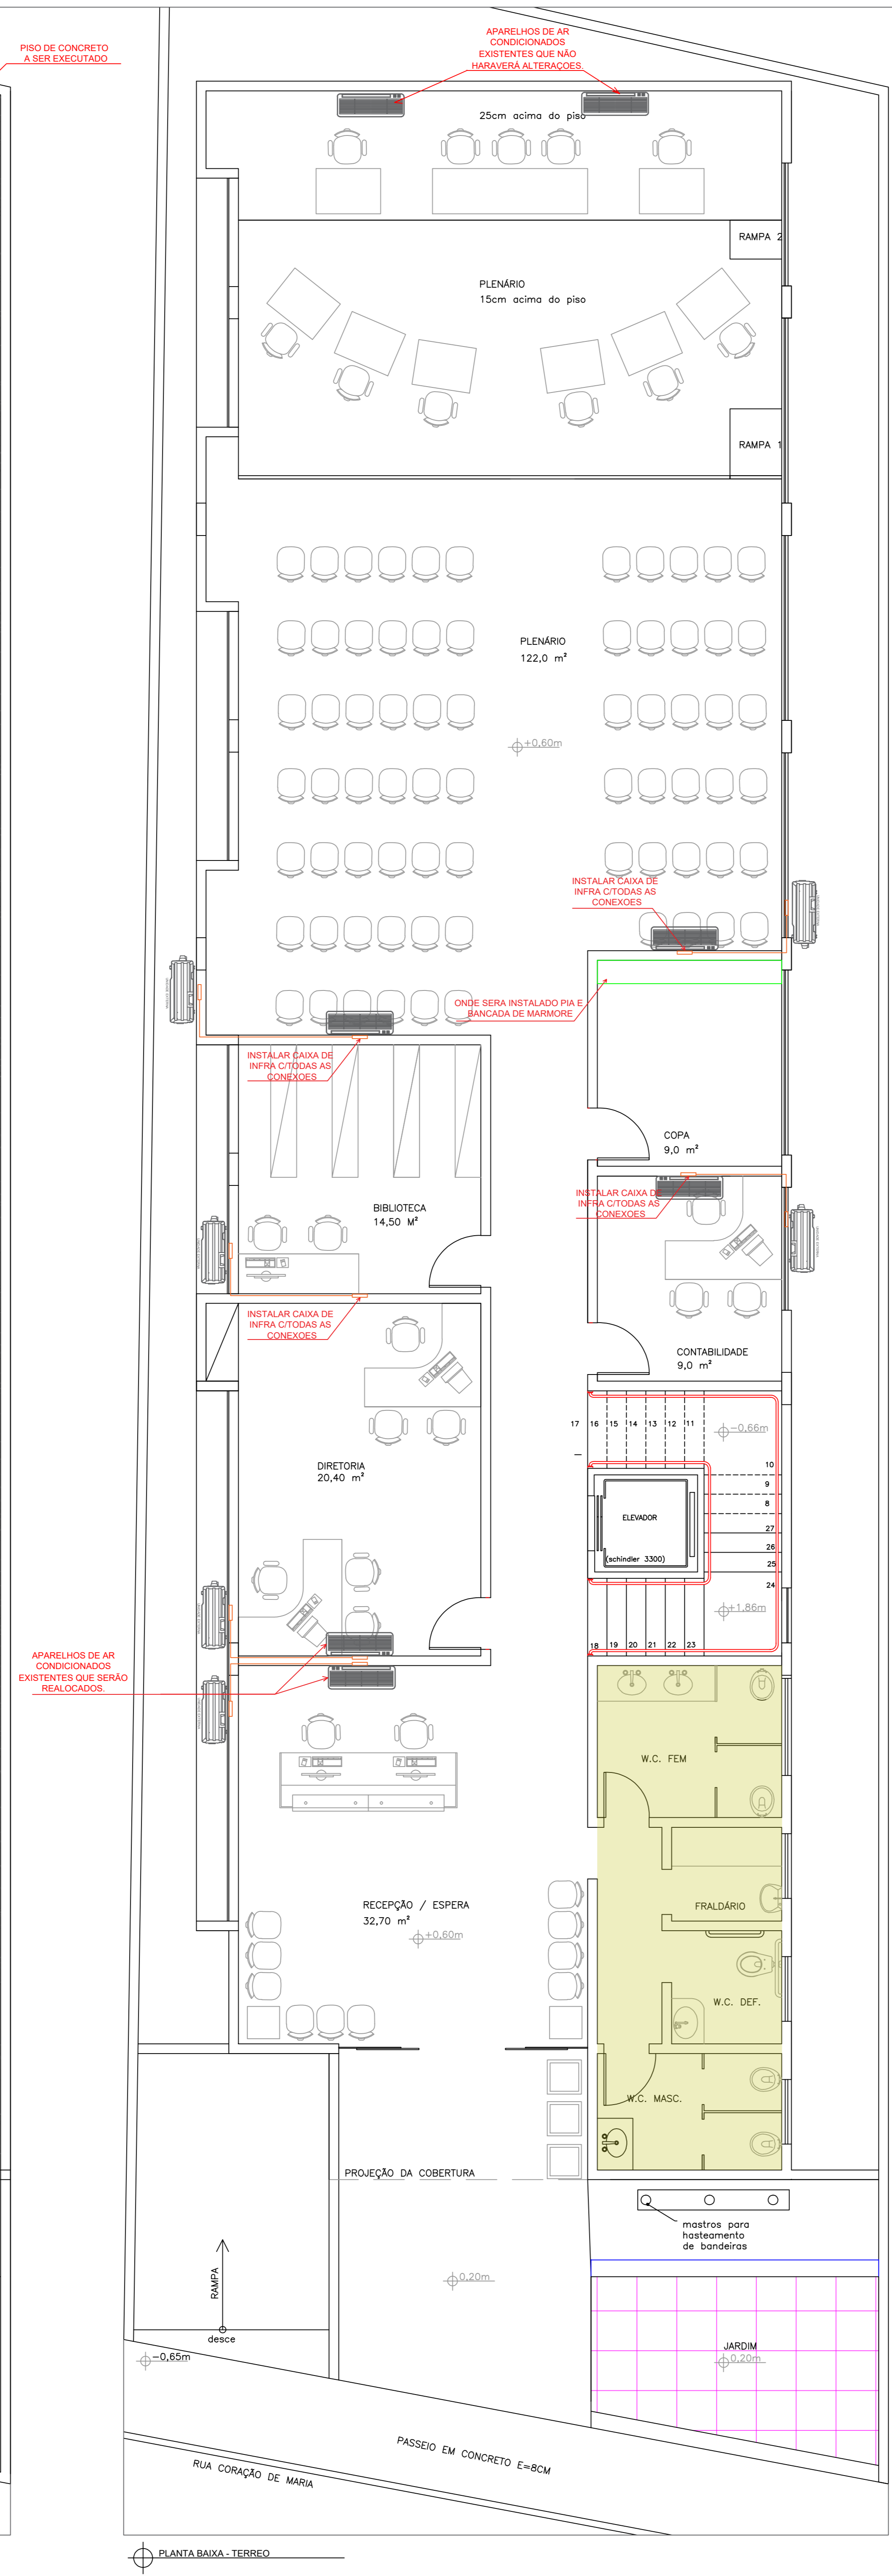 PISO DE CONCRETO
A SER EXECUTADO
APARELHOS DE AR
CONDICIONADOS
EXISTENTES QUE NÃO
HARAVERÁ ALTERAÇOES.
25cm acima do piso
RAMPA 2
PLENÁRIO
15cm acima do piso
RAMPA 1
PLENÁRIO
122,0 m²
+0,60m
INSTALAR CAIXA DE
INFRA C/TODAS AS
CONEXOES
ONDE SERA INSTALADO PIA E
BANCADA DE MARMORE
INSTALAR CAIXA DE
INFRA C/TODAS AS
CONEXOES
COPA
9,0 m²
INSTALAR CAIXA DE
INFRA C/TODAS AS
CONEXOES
BIBLIOTECA
14,50 M²
INSTALAR CAIXA DE
INFRA C/TODAS AS
CONEXOES
CONTABILIDADE
9,0 m²
17 16 15 14 13 12 11
-0,66m
10
9
8
27
26
25
24
DIRETORIA
20,40 m²
ELEVADOR
(schindler 3300)
+1,86m
18 19 20 21 22 23
APARELHOS DE AR
CONDICIONADOS
EXISTENTES QUE SERÃO
REALOCADOS.
W.C. FEM
RECEPÇÃO / ESPERA
32,70 m²
+0,60m
FRALDÁRIO
W.C. DEF.
W.C. MASC.
PROJEÇÃO DA COBERTURA
mastros para
hasteamento
de bandeiras
RAMPA
desce
0,20m
-0,65m
JARDIM
0,20m
PASSEIO EM CONCRETO E=8CM
RUA CORAÇÃO DE MARIA
PLANTA BAIXA - TERREO